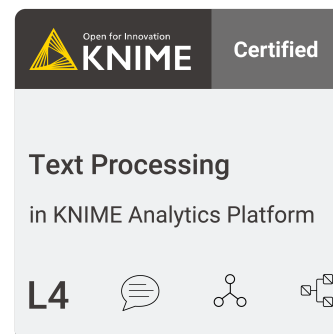 Open for Innovation
KNIME
Certified
Text Processing
in KNIME Analytics Platform
L4